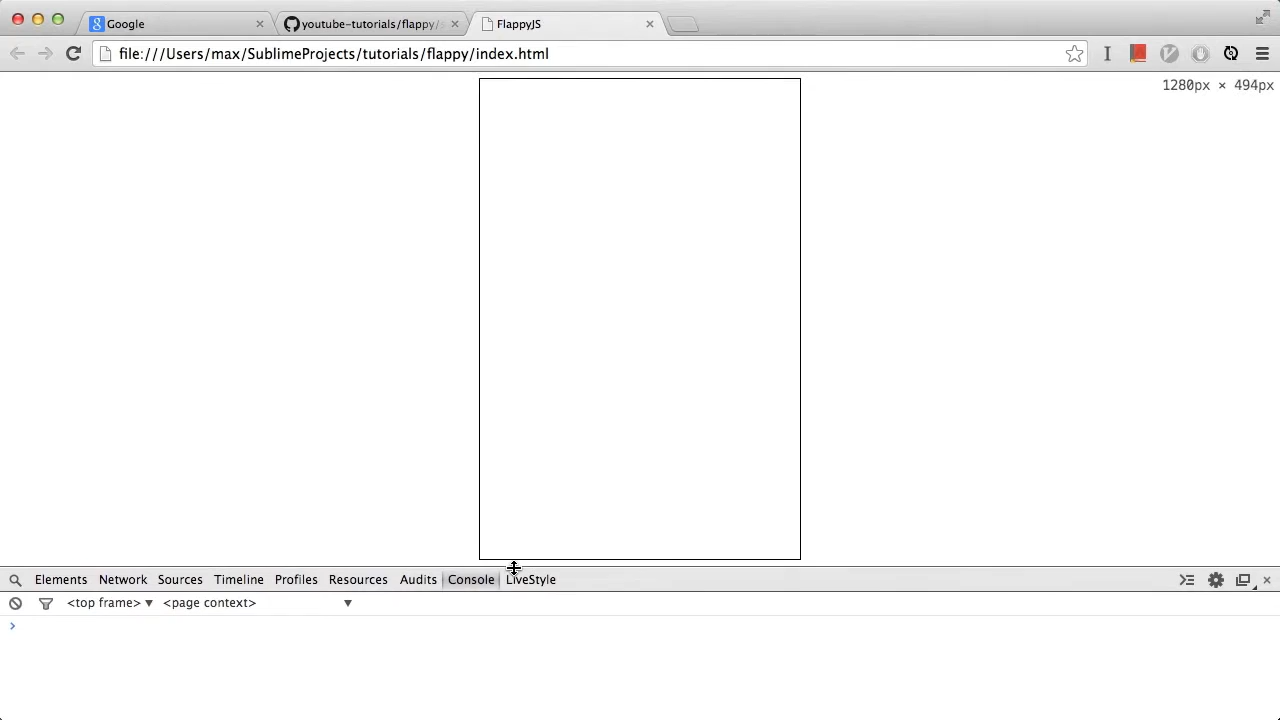 Google
youtube-tutorials/flappy/
FlappyJS
file:///Users/max/SublimeProjects/tutorials/flappy/index.html
1280px × 494px
Elements Network Sources Timeline Profiles Resources Audits Console LiveStyle
<top frame> <page context>